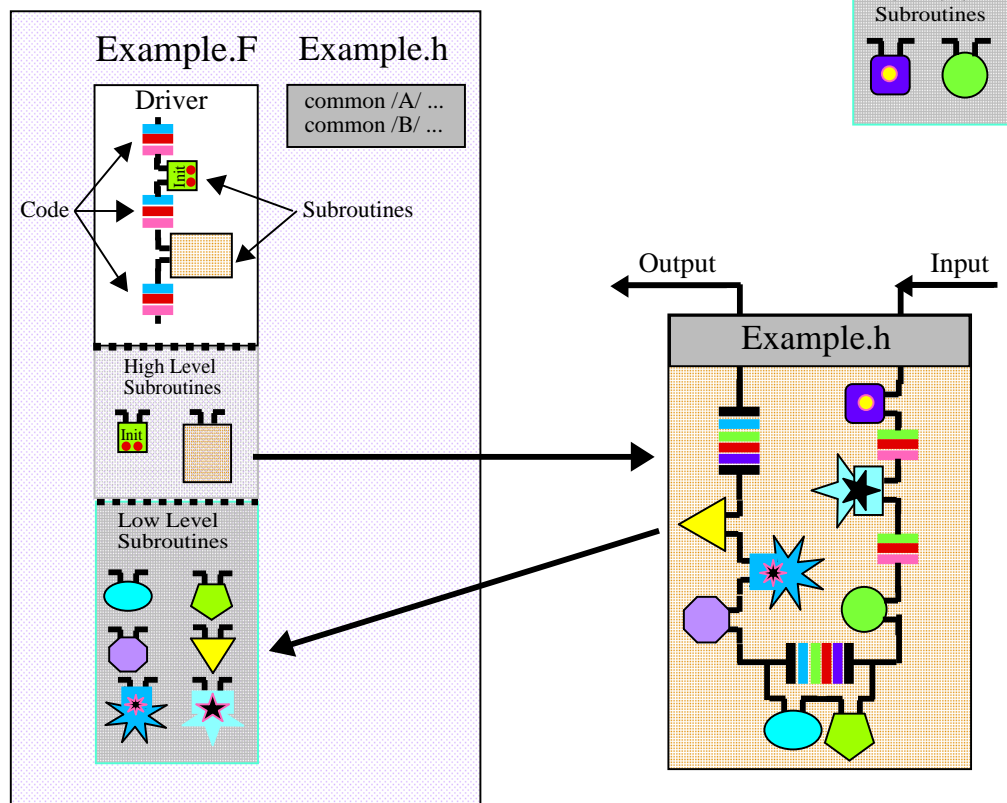 Example.F
Example.h
Driver
common /A/ ...
common /B/ ...
Init
Code
Subroutines
High Level
Subroutines
Init
Low Level
Subroutines
Subroutines
Output
Input
Example.h